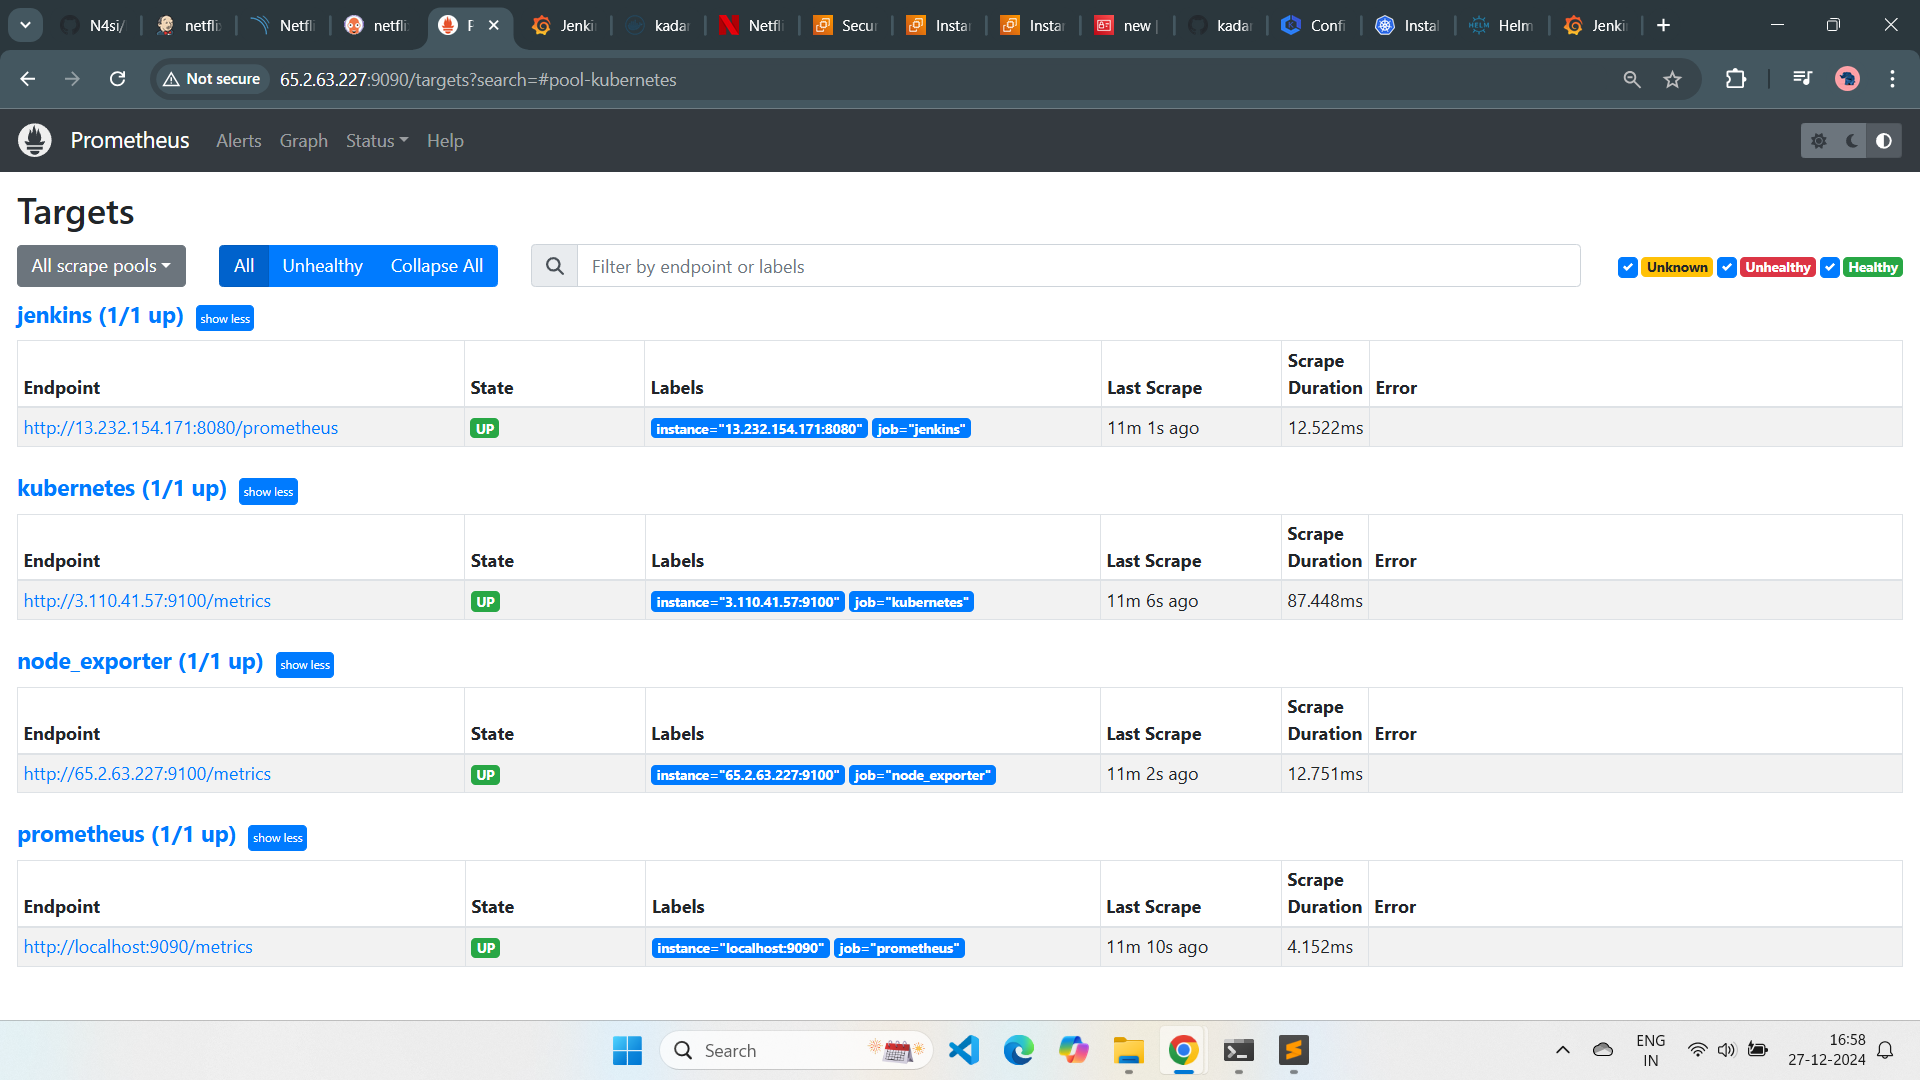 N4si/
netfli
Netfli
netfli
Jenki
kadar
Netfli
Secu
Instar
Instar
new |
kadar
Confi
Instal
Helm
Jenki
Not secure
65.2.63.227:9090/targets?search=#pool-kubernetes
Prometheus Alerts Graph Status Help
Targets
All scrape pools All Unhealthy Collapse All Filter by endpoint or labels Unknown Unhealthy Healthy
jenkins (1/1 up) show less
Endpoint State Labels Last Scrape Scrape Duration Error
http://13.232.154.171:8080/prometheus UP instance="13.232.154.171:8080" job="jenkins" 11m 1s ago 12.522ms
kubernetes (1/1 up) show less
Endpoint State Labels Last Scrape Scrape Duration Error
http://3.110.41.57:9100/metrics UP instance="3.110.41.57:9100" job="kubernetes" 11m 6s ago 87.448ms
node_exporter (1/1 up) show less
Endpoint State Labels Last Scrape Scrape Duration Error
http://65.2.63.227:9100/metrics UP instance="65.2.63.227:9100" job="node_exporter" 11m 2s ago 12.751ms
prometheus (1/1 up) show less
Endpoint State Labels Last Scrape Scrape Duration Error
http://localhost:9090/metrics UP instance="localhost:9090" job="prometheus" 11m 10s ago 4.152ms
Search
ENG
IN
16:58
27-12-2024